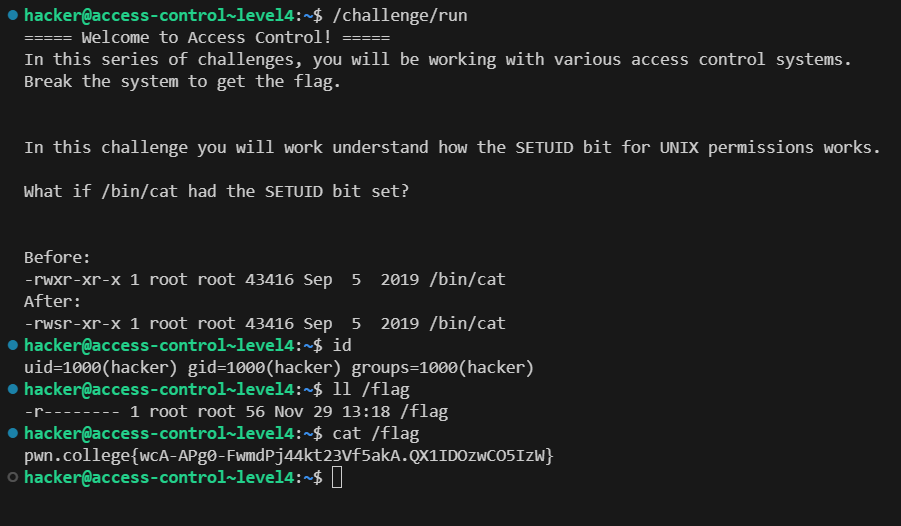 hacker@access-control~level4:~$ /challenge/run
===== Welcome to Access Control! =====
In this series of challenges, you will be working with various access control systems.
Break the system to get the flag.
In this challenge you will work understand how the SETUID bit for UNIX permissions works.
What if /bin/cat had the SETUID bit set?
Before:
-rwxr-xr-x 1 root root 43416 Sep  5  2019 /bin/cat
After:
-rwsr-xr-x 1 root root 43416 Sep  5  2019 /bin/cat
hacker@access-control~level4:~$ id
uid=1000(hacker) gid=1000(hacker) groups=1000(hacker)
hacker@access-control~level4:~$ ll /flag
-r-------- 1 root root 56 Nov 29 13:18 /flag
hacker@access-control~level4:~$ cat /flag
pwn.college{wcA-APg0-FwmdPj44kt23Vf5akA.QX1IDOzwCO5IzW}
hacker@access-control~level4:~$